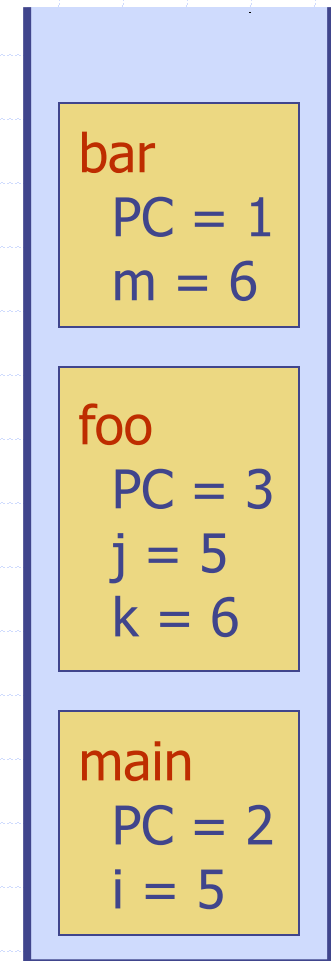 bar
PC = 1
m = 6
foo
PC = 3
j = 5
k = 6
main
PC = 2
i = 5